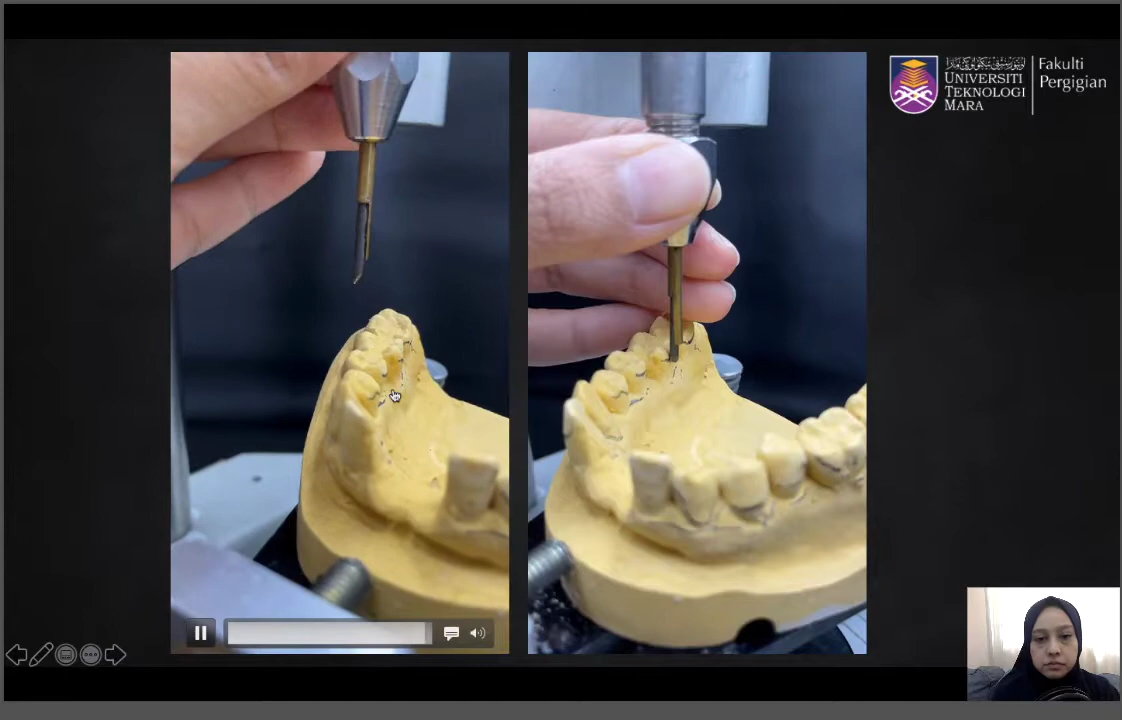 UNIVERSITI
TEKNOLOGI
MARA
Fakulti
Pergigian